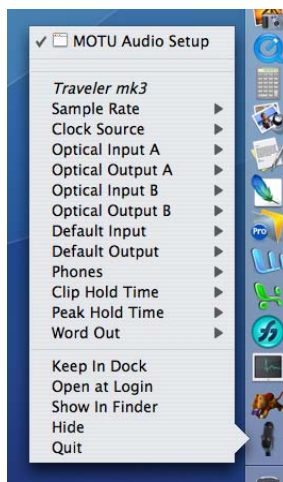 ✓ MOTU Audio Setup
Traveler mk3
Sample Rate
Clock Source
Optical Input A
Optical Output A
Optical Input B
Optical Output B
Default Input
Default Output
Phones
Clip Hold Time
Peak Hold Time
Word Out
Keep In Dock
Open at Login
Show In Finder
Hide
Quit
PRO